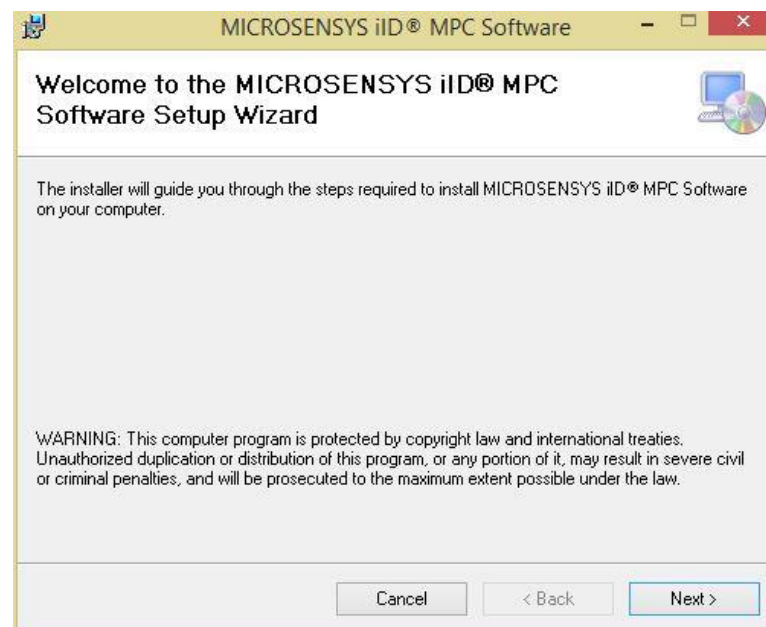 MICROSENSYS iID® MPC Software
Welcome to the MICROSENSYS iID® MPC
Software Setup Wizard
The installer will guide you through the steps required to install MICROSENSYS iID® MPC Software
on your computer.
WARNING: This computer program is protected by copyright law and international treaties.
Unauthorized duplication or distribution of this program, or any portion of it, may result in severe civil
or criminal penalties, and will be prosecuted to the maximum extent possible under the law.
Cancel < Back Next >